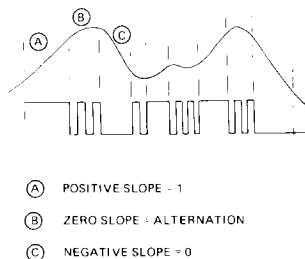 B
A
C
A POSITIVE SLOPE = 1
B ZERO SLOPE = ALTERNATION
C NEGATIVE SLOPE = 0